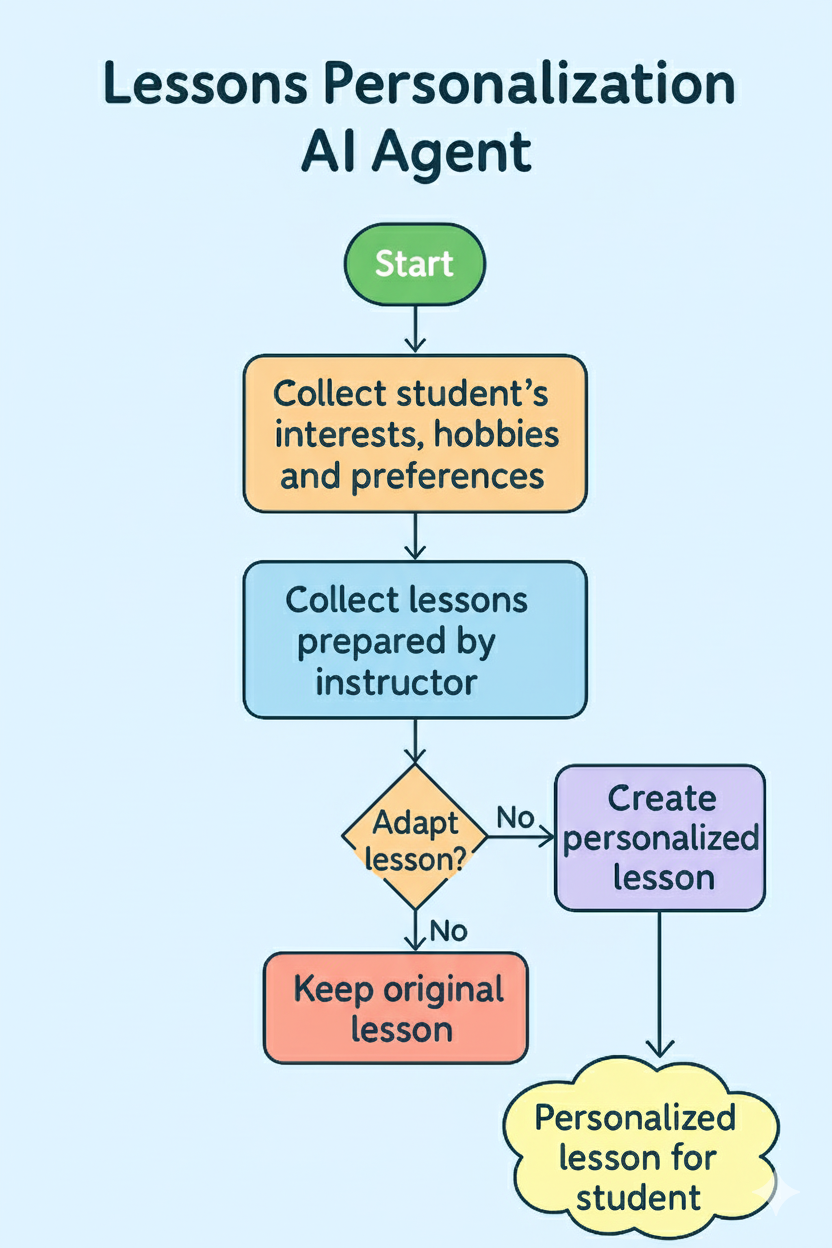 Lessons Personalization
AI Agent
Start
Collect student’s
interests, hobbies
and preferences
Collect lessons
prepared by
instructor
Adapt
lesson?
No
Create
personalized
lesson
No
Keep original
lesson
Personalized
lesson for
student